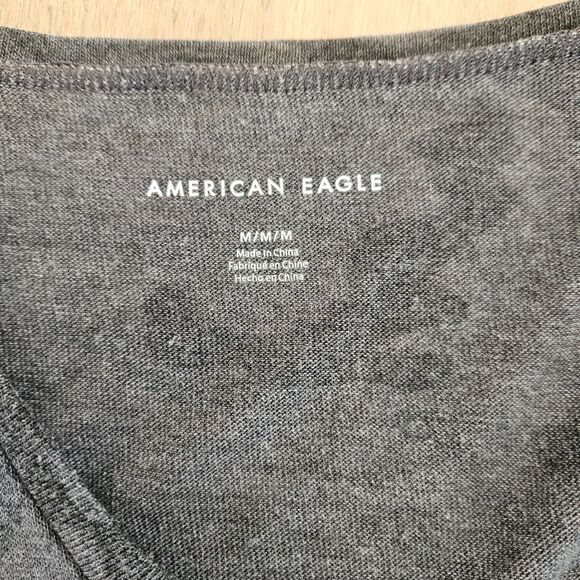 AMERICAN EAGLE
M/M/M
Made in China
Fabriqué en Chine
Hecho en China